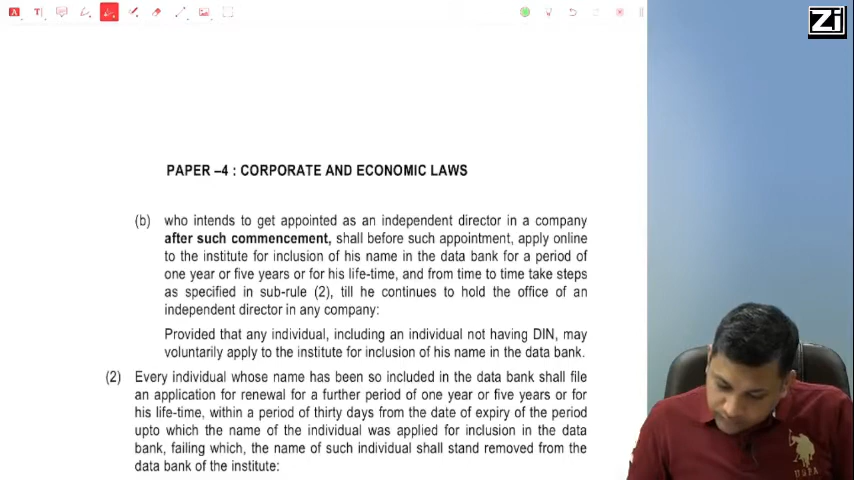 Zi
PAPER –4 : CORPORATE AND ECONOMIC LAWS
(b) who intends to get appointed as an independent director in a company
after such commencement, shall before such appointment, apply online
to the institute for inclusion of his name in the data bank for a period of
one year or five years or for his life-time, and from time to time take steps
as specified in sub-rule (2), till he continues to hold the office of an
independent director in any company:
Provided that any individual, including an individual not having DIN, may
voluntarily apply to the institute for inclusion of his name in the data bank.
(2) Every individual whose name has been so included in the data bank shall file
an application for renewal for a further period of one year or five years or for
his life-time, within a period of thirty days from the date of expiry of the period
upto which the name of the individual was applied for inclusion in the data
bank, failing which, the name of such individual shall stand removed from the
data bank of the institute: